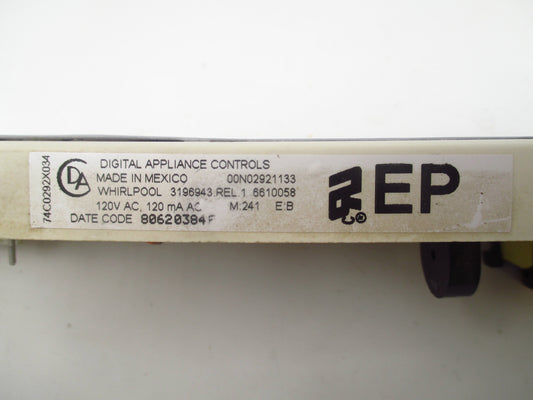 74C0292X034
DIGITAL APPLIANCE CONTROLS
MADE IN MEXICO 00N02921133
WHIRLPOOL 3196943 REL 1 6610058
120V AC, 120 mA AC M:241 E:B
DATE CODE 80620384F
EP